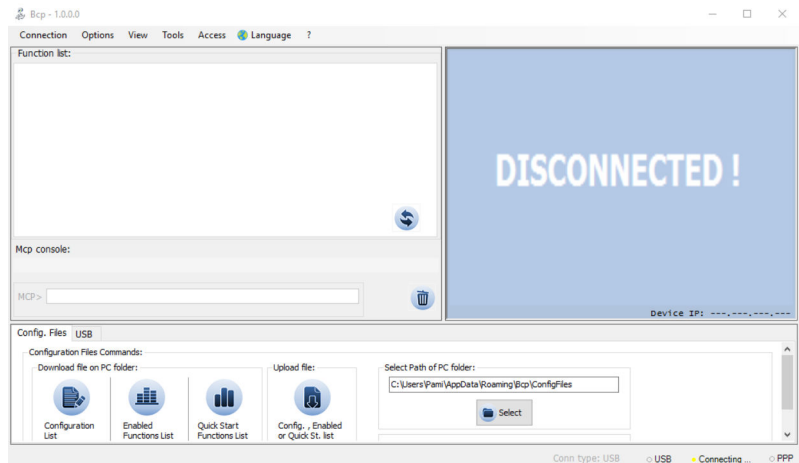 Bcp - 1.0.0.0
Connection Options View Tools Access Language ?
Function list:
DISCONNECTED !
Mcp console:
MCP>
Device IP: ---.---.---.---
Config. Files USB
Configuration Files Commands:
Download file on PC folder:
Upload file:
Select Path of PC folder:
C:\Users\Pami\AppData\Roaming\Bcp\ConfigFiles
Select
Configuration
List
Enabled
Functions List
Quick Start
Functions List
Config. , Enabled
or Quick St. list
Conn type: USB USB Connecting ... PPP